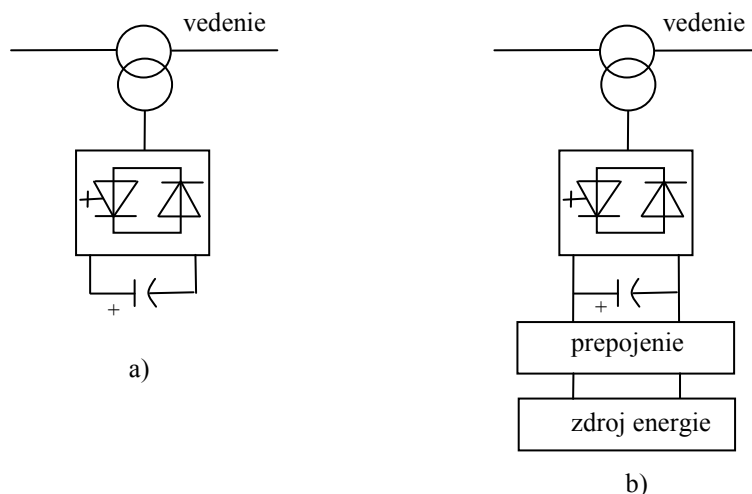 vedenie
+
a)
vedenie
+
prepojenie
zdroj energie
b)